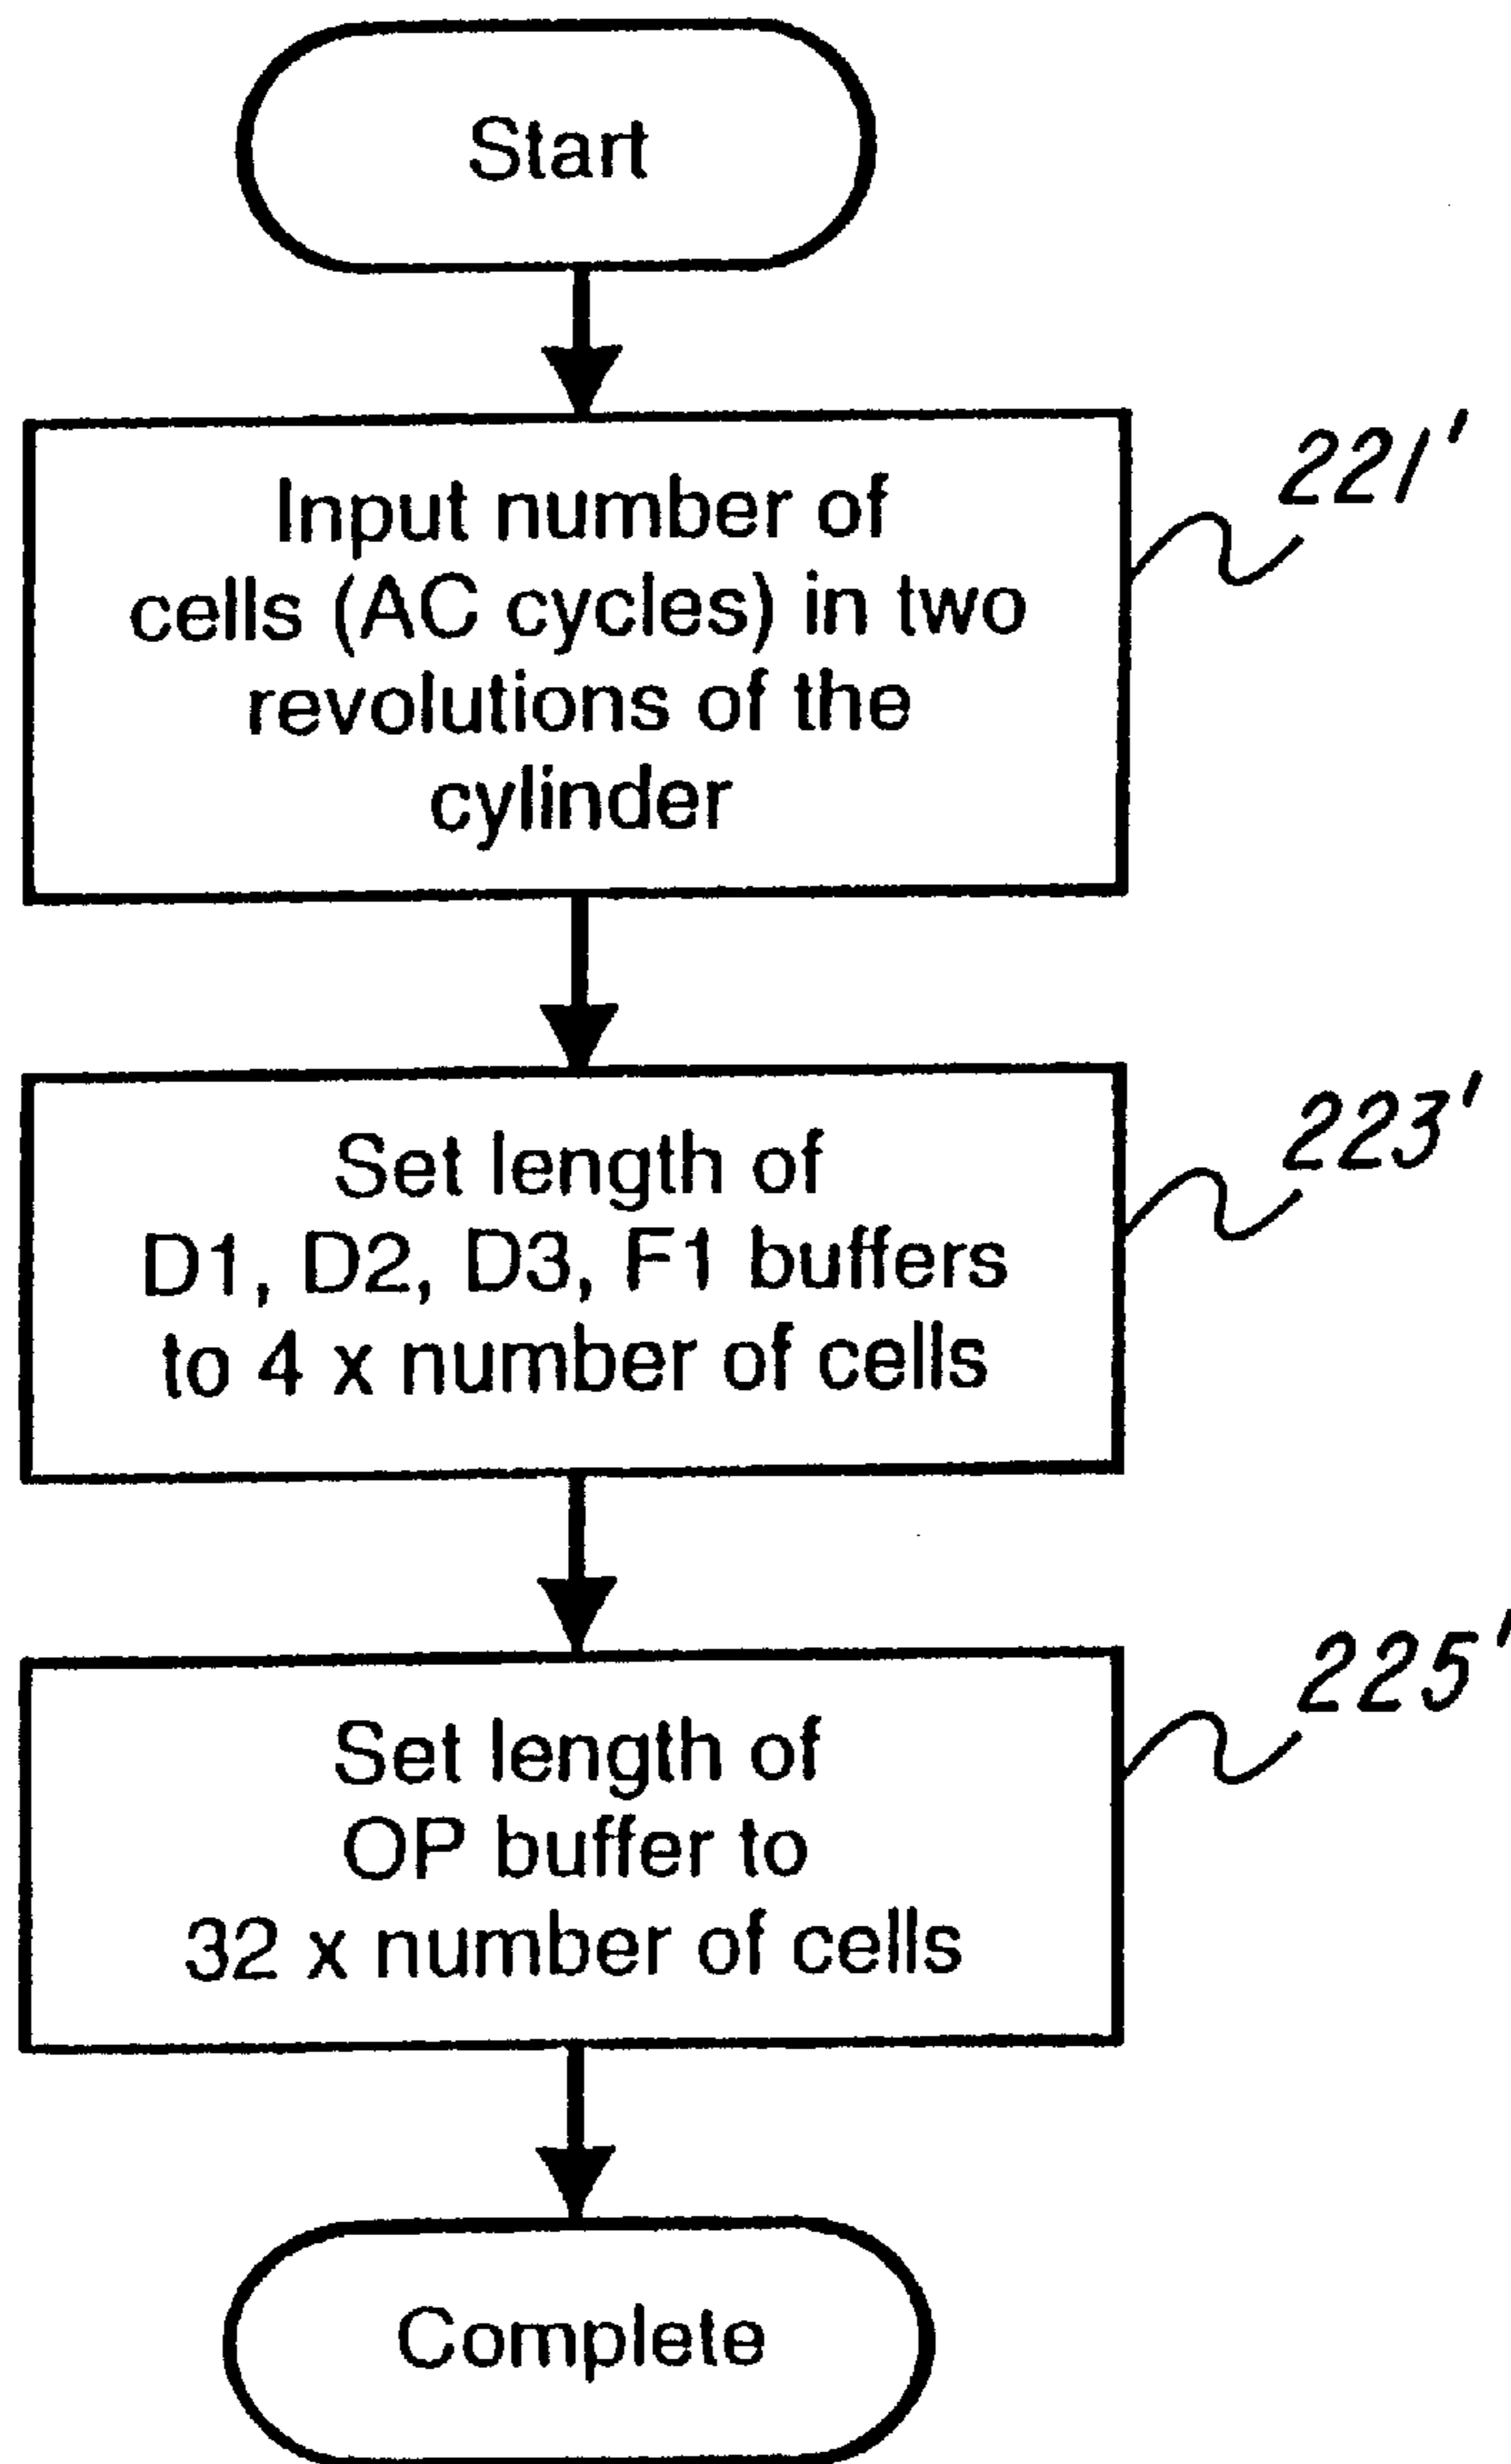 Start
Input number of
cells (AC cycles) in two
revolutions of the
cylinder
221'
Set length of
D1, D2, D3, F1 buffers
to 4 x number of cells
223'
Set length of
OP buffer to
32 x number of cells
225'
Complete